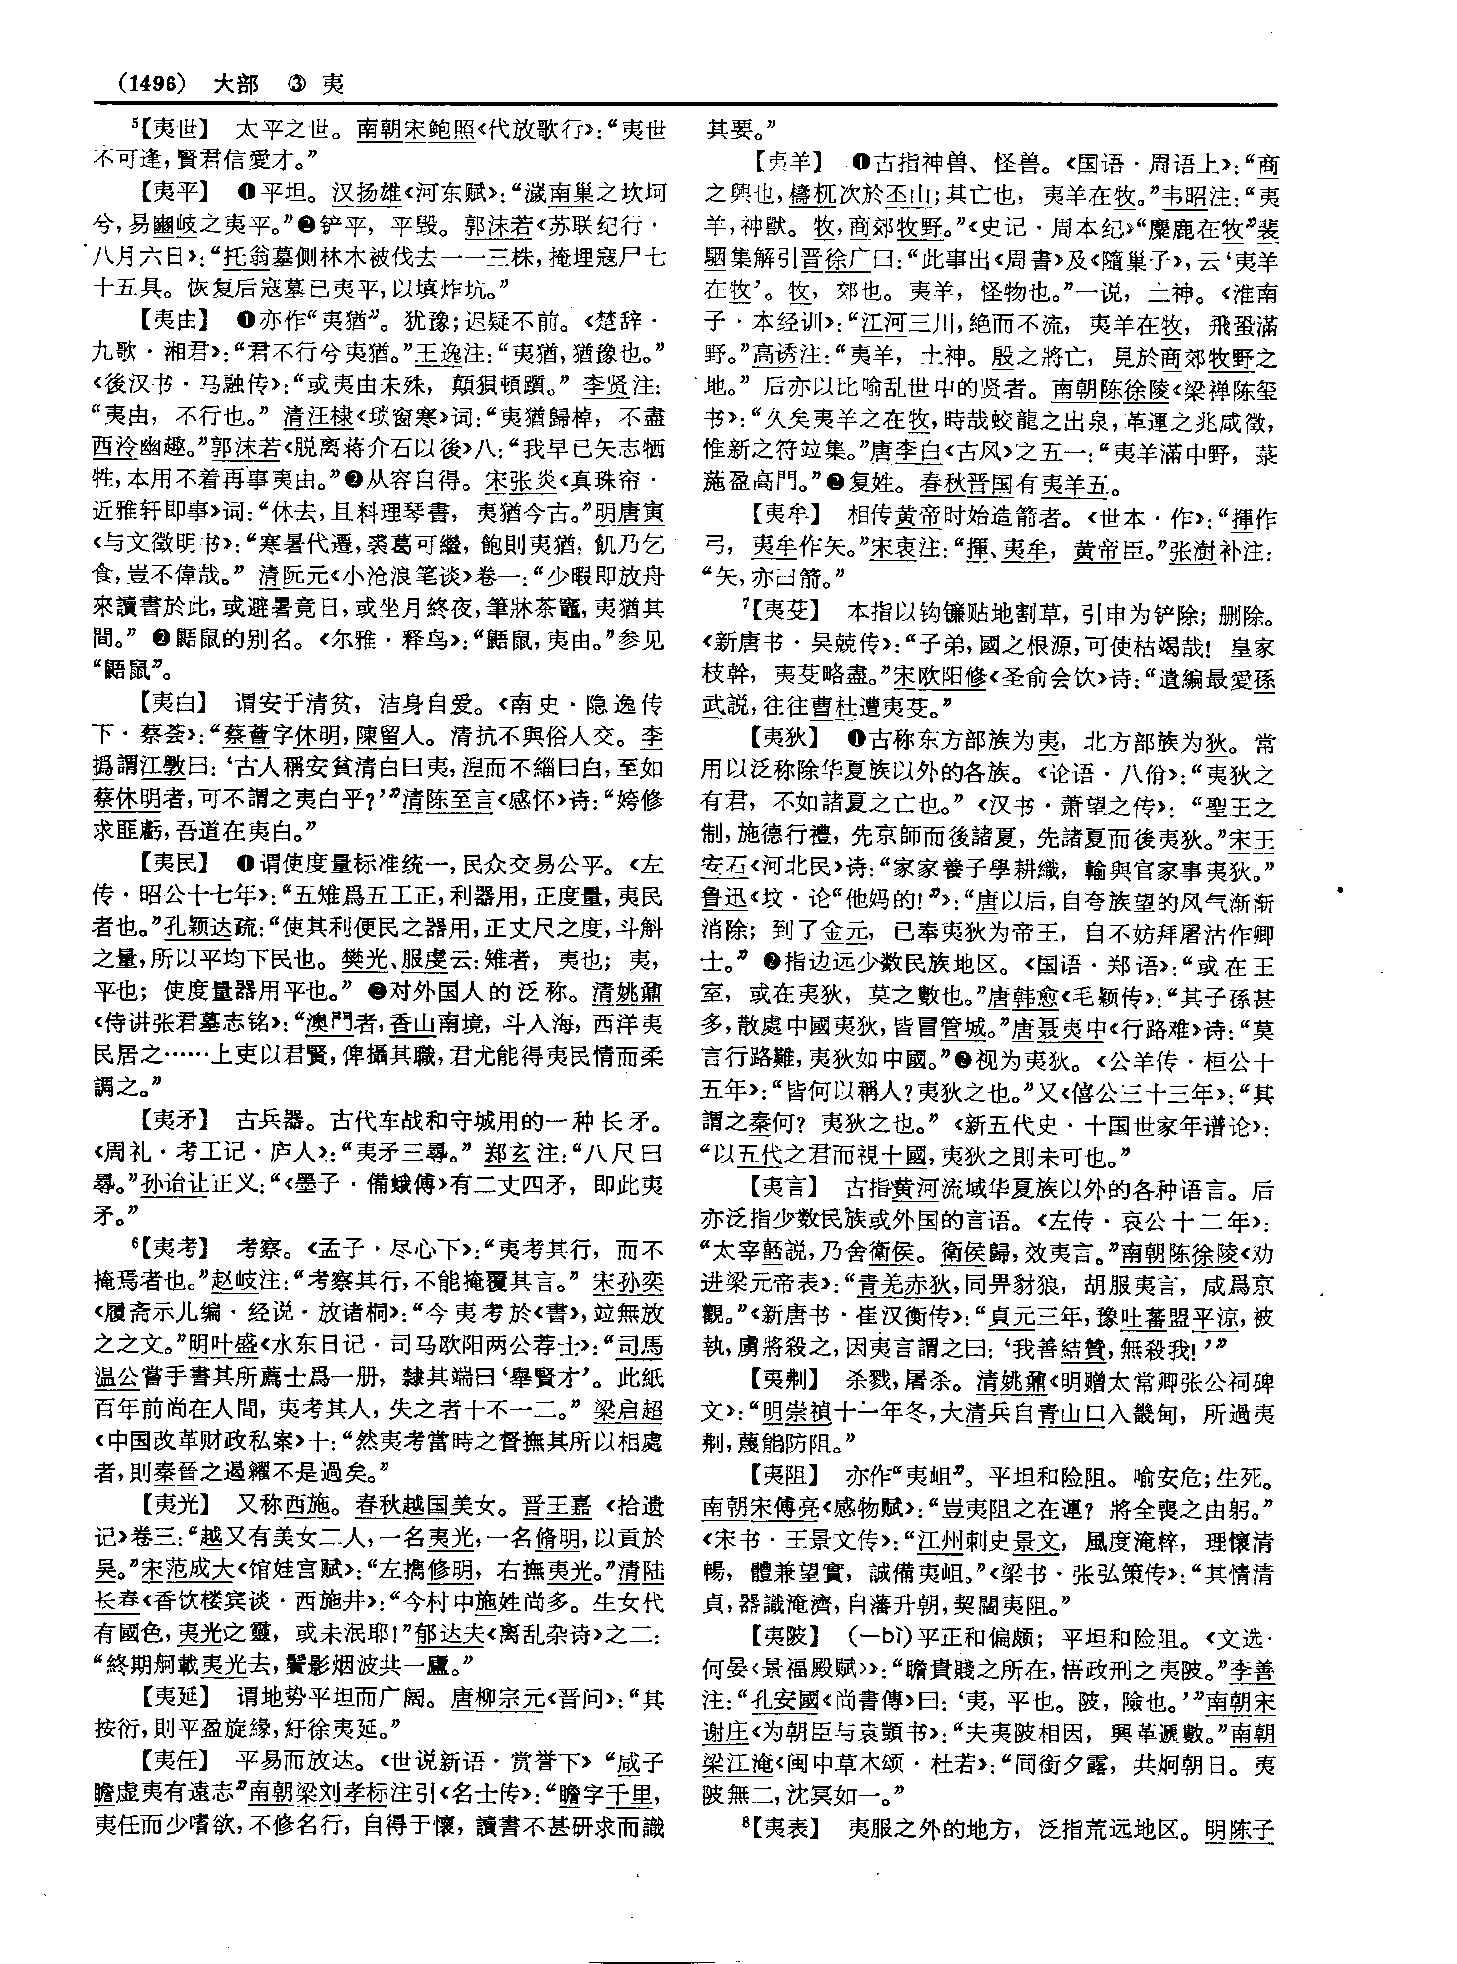 （1496） 大部 ③ 夷
⁵【夷世】 太平之世。南朝宋鲍照《代放歌行》：“夷世
不可逢，賢君信愛才。”
【夷平】 ❶平坦。汉扬雄《河东赋》：“濊南巢之坎坷
兮，易豳岐之夷平。”❷铲平，平毁。郭沫若《苏联纪行·
八月六日》：“托翁墓侧林木被伐去一一三株，掩埋寇尸七
十五具。恢复后寇墓已夷平，以填炸坑。”
【夷由】 ❶亦作“夷猶”。犹豫；迟疑不前。《楚辞·
九歌·湘君》：“君不行兮夷猶。”王逸注：“夷猶，猶豫也。”
《後汉书·马融传》：“或夷由未殊，顛狽頓躓。”李贤注：
“夷由，不行也。”清汪棣《琐窗寒》词：“夷猶歸棹，不盡
西泠幽趣。”郭沫若《脱离蒋介石以後》八：“我早已矢志牺
牲，本用不着再事夷由。”❷从容自得。宋张炎《真珠帘·
近雅轩即事》词：“休去，且料理琴書，夷猶今古。”明唐寅
《与文徵明书》：“寒暑代遷，裘葛可繼，飽則夷猶，飢乃乞
食，豈不偉哉。”清阮元《小沧浪笔谈》卷一：“少暇即放舟
來讀書於此，或避暑竟日，或坐月終夜，筆牀茶竈，夷猶其
間。”❷鼯鼠的别名。《尔雅·释鸟》：“鼯鼠，夷由。”参见
“鼯鼠”。
【夷白】 谓安于清贫，洁身自爱。《南史·隐逸传
下·蔡荟》：“蔡薈字休明，陳留人。清抗不與俗人交。李
撝謂江斅曰：‘古人稱安貧清白曰夷，涅而不緇曰白，至如
蔡休明者，可不謂之夷白乎？’”清陈至言《感怀》诗：“姱修
求匪虧，吾道在夷白。”
【夷民】 ❶谓使度量标准统一，民众交易公平。《左
传·昭公十七年》：“五雉爲五工正，利器用，正度量，夷民
者也。”孔颖达疏：“使其利便民之器用，正丈尺之度，斗斛
之量，所以平均下民也。樊光、服虔云：雉者，夷也；夷，
平也；使度量器用平也。”❷对外国人的泛称。清姚鼐
《侍讲张君墓志铭》：“澳門者，香山南境，斗入海，西洋夷
民居之……上吏以君賢，俾攝其職，君尤能得夷民情而柔
調之。”
【夷矛】 古兵器。古代车战和守城用的一种长矛。
《周礼·考工记·庐人》：“夷矛三尋。”郑玄注：“八尺曰
尋。”孙诒让正义：“《墨子·備蛾傅》有二丈四矛，即此夷
矛。”
⁶【夷考】 考察。《孟子·尽心下》：“夷考其行，而不
掩焉者也。”赵岐注：“考察其行，不能掩覆其言。”宋孙奕
《履斋示儿编·经说·放诸桐》：“今夷考於《書》，竝無放
之之文。”明叶盛《水东日记·司马欧阳两公荐士》：“司馬
温公嘗手書其所薦士爲一册，隸其端曰‘舉賢才’。此紙
百年前尚在人間，夷考其人，失之者十不一二。”梁启超
《中国改革财政私案》十：“然夷考當時之督撫其所以相處
者，則秦晉之遏糴不是過矣。”
【夷光】 又称西施。春秋越国美女。晋王嘉《拾遗
记》卷三：“越又有美女二人，一名夷光，一名脩明，以貢於
吴。”宋范成大《馆娃宫赋》：“左攜修明，右撫夷光。”清陆
长春《香饮楼宾谈·西施井》：“今村中施姓尚多。生女代
有國色，夷光之靈，或未泯耶！”郁达夫《离乱杂诗》之二：
“終期舸載夷光去，鬢影烟波共一廬。”
【夷延】 谓地势平坦而广阔。唐柳宗元《晋问》：“其
按衍，則平盈旋緣，紆徐夷延。”
【夷任】 平易而放达。《世说新语·赏誉下》“咸子
瞻虚夷有遠志”南朝梁刘孝标注引《名士传》：“瞻字千里，
夷任而少嗜欲，不修名行，自得于懷，讀書不甚研求而識
其要。”
【夷羊】 ❶古指神兽、怪兽。《国语·周语上》：“商
之興也，檮杌次於丕山；其亡也，夷羊在牧。”韦昭注：“夷
羊，神獸。牧，商郊牧野。”《史记·周本纪》“麋鹿在牧”裴
駰集解引晋徐广曰：“此事出《周書》及《隨巢子》，云‘夷羊
在牧’。牧，郊也。夷羊，怪物也。”一说，土神。《淮南
子·本经训》：“江河三川，絶而不流，夷羊在牧，飛蛩滿
野。”高诱注：“夷羊，土神。殷之將亡，見於商郊牧野之
地。”后亦以比喻乱世中的贤者。南朝陈徐陵《梁禅陈玺
书》：“久矣夷羊之在牧，時哉蛟龍之出泉，革運之兆咸徵，
惟新之符竝集。”唐李白《古风》之五一：“夷羊滿中野，菉
葹盈高門。”❷复姓。春秋晋国有夷羊五。
【夷牟】 相传黄帝时始造箭者。《世本·作》：“揮作
弓，夷牟作矢。”宋衷注：“揮、夷牟，黄帝臣。”张澍补注：
“矢，亦曰箭。”
⁷【夷芟】 本指以钩镰贴地割草，引申为铲除；删除。
《新唐书·吴兢传》：“子弟，國之根源，可使枯竭哉！皇家
枝幹，夷芟略盡。”宋欧阳修《圣俞会饮》诗：“遺編最愛孫
武説，往往曹杜遭夷芟。”
【夷狄】 ❶古称东方部族为夷，北方部族为狄。常
用以泛称除华夏族以外的各族。《论语·八佾》：“夷狄之
有君，不如諸夏之亡也。”《汉书·萧望之传》：“聖王之
制，施德行禮，先京師而後諸夏，先諸夏而後夷狄。”宋王
安石《河北民》诗：“家家養子學耕織，輸與官家事夷狄。”
鲁迅《坟·论“他妈的！”》：“唐以后，自夸族望的风气渐渐
消除；到了金元，已奉夷狄为帝王，自不妨拜屠沽作卿
士。”❷指边远少数民族地区。《国语·郑语》：“或在王
室，或在夷狄，莫之數也。”唐韩愈《毛颖传》：“其子孫甚
多，散處中國夷狄，皆冒管城。”唐聂夷中《行路难》诗：“莫
言行路難，夷狄如中國。”❷视为夷狄。《公羊传·桓公十
五年》：“皆何以稱人？夷狄之也。”又《僖公三十三年》：“其
謂之秦何？夷狄之也。”《新五代史·十国世家年谱论》：
“以五代之君而視十國，夷狄之則未可也。”
【夷言】 古指黄河流域华夏族以外的各种语言。后
亦泛指少数民族或外国的言语。《左传·哀公十二年》：
“太宰嚭説，乃舍衛侯。衛侯歸，效夷言。”南朝陈徐陵《劝
进梁元帝表》：“青羌赤狄，同畀豺狼，胡服夷言，咸爲京
觀。”《新唐书·崔汉衡传》：“貞元三年，豫吐蕃盟平凉，被
執，虜將殺之，因夷言謂之曰：‘我善結贊，無殺我！’”
【夷剿】 杀戮，屠杀。清姚鼐《明赠太常卿张公祠碑
文》：“明崇禎十一年冬，大清兵自青山口入畿甸，所過夷
剿，蔑能防阻。”
【夷阻】 亦作“夷岨”。平坦和险阻。喻安危；生死。
南朝宋傅亮《感物赋》：“豈夷阻之在運？將全喪之由躬。”
《宋书·王景文传》：“江州刺史景文，風度淹粹，理懷清
暢，體兼望實，誠備夷岨。”《梁书·张弘策传》：“其情清
貞，器識淹濟，自藩升朝，契闊夷阻。”
【夷陂】 （—bì）平正和偏颇；平坦和险阻。《文选·
何晏〈景福殿赋〉》：“瞻貴賤之所在，悟政刑之夷陂。”李善
注：“孔安國《尚書傳》曰：‘夷，平也。陂，險也。’”南朝宋
谢庄《为朝臣与袁顗书》：“夫夷陂相因，興革遞數。”南朝
梁江淹《闽中草木颂·杜若》：“同銜夕露，共炯朝日。夷
陂無二，沈冥如一。”
⁸【夷表】 夷服之外的地方，泛指荒远地区。明陈子